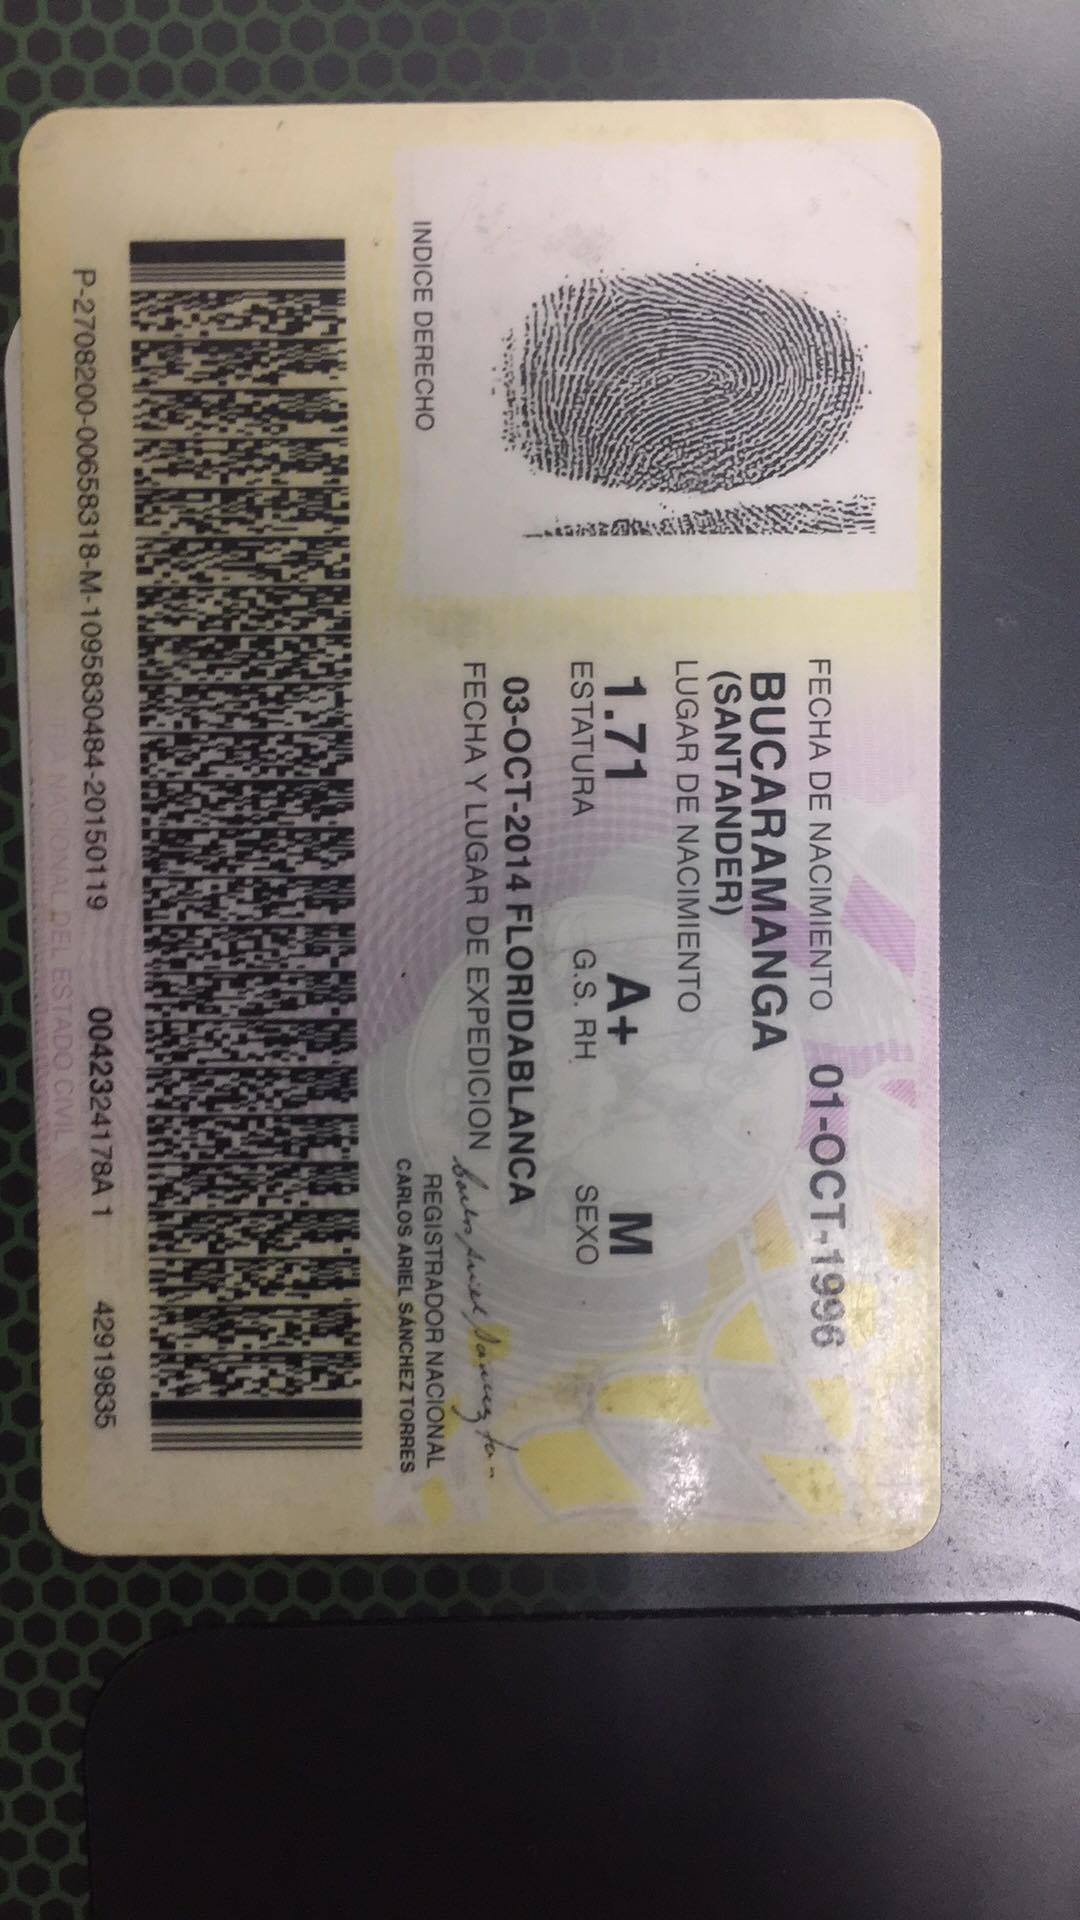 FECHA DE NACIMIENTO 01-OCT-1996
BUCARAMANGA
(SANTANDER)
LUGAR DE NACIMIENTO
1.71 A+ M
ESTATURA G.S. RH SEXO
03-OCT-2014 FLORIDABLANCA
FECHA Y LUGAR DE EXPEDICION
INDICE DERECHO
REGISTRADOR NACIONAL
CARLOS ARIEL SÁNCHEZ TORRES
P-2708200-00658318-M-1095830484-20150119 0042324178A 1 42919835
NACIONAL DEL ESTADO CIVIL